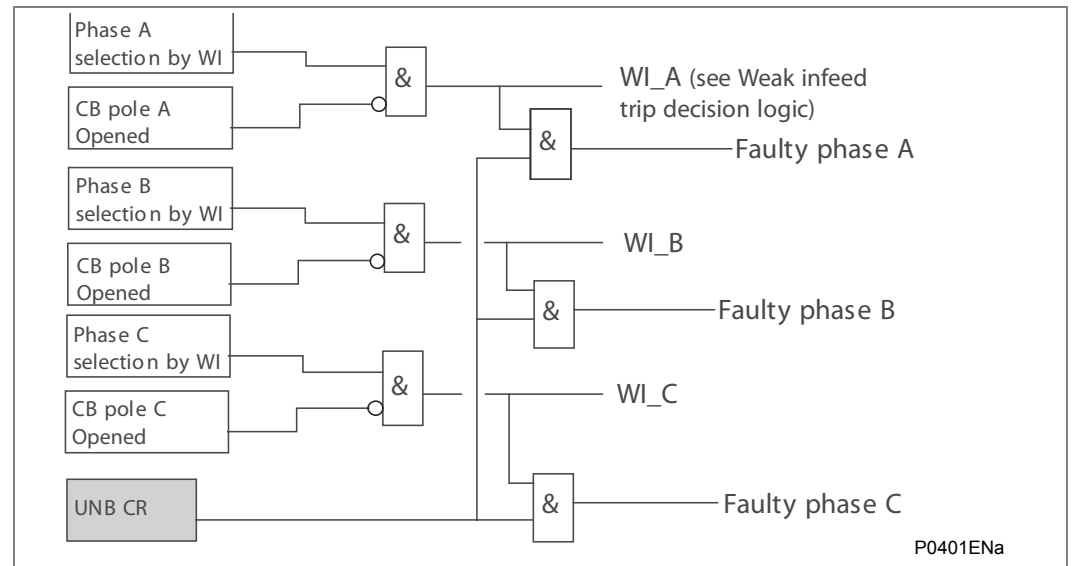 Phase A
selection by WI
&
WI_A (see Weak infeed
trip decision logic)
CB pole A
Opened
&
Faulty phase A
Phase B
selection by WI
&
WI_B
CB pole B
Opened
&
Faulty phase B
Phase C
selection by WI
&
WI_C
CB pole C
Opened
UNB CR
&
Faulty phase C
P0401ENa